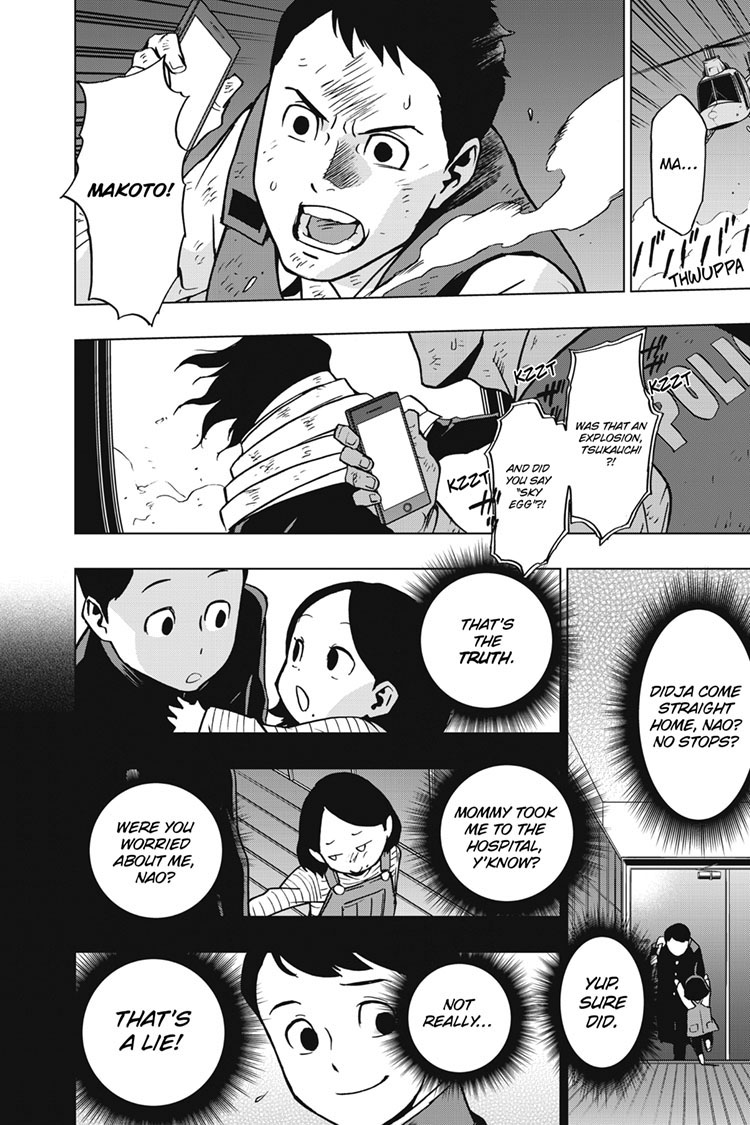 MA...
THWUPPA
MAKOTO!
POLI
KZZT
WAS THAT AN
EXPLOSION,
TSUKAUCHI
?!
KZZT
AND DID
YOU SAY
"SKY
EGG"?!
KZZT
DIDJA COME
STRAIGHT
HOME, NAO?
NO STOPS?
YUP.
SURE
DID.
THAT'S
THE
TRUTH.
MOMMY TOOK
ME TO THE
HOSPITAL,
Y'KNOW?
WERE YOU
WORRIED
ABOUT ME,
NAO?
NOT
REALLY...
THAT'S
A LIE!